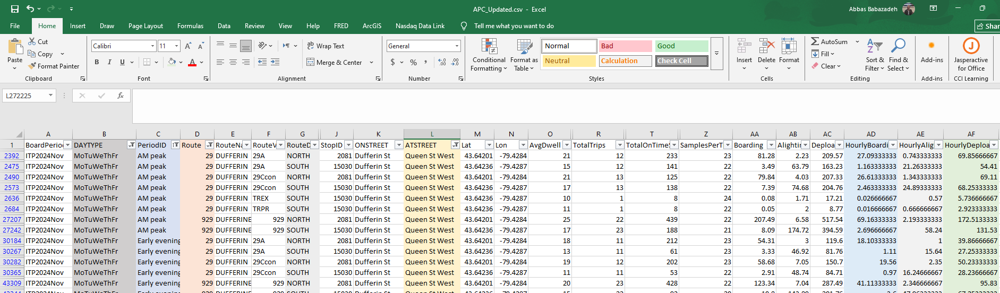 APC_Updated.csv - Excel
Abbas Babazadeh
File Home Insert Draw Page Layout Formulas Data Review View Help FRED ArcGIS Nasdaq Data Link Tell me what you want to do Shar
Paste Cut Copy Format Painter
Clipboard
Calibri 11
B I U A
Font
Wrap Text
Merge & Center
Alignment
General
$ % , .00 .00
Number
Conditional Formatting Format as Table
Normal Bad Good
Neutral Calculation Check Cell
Styles
Insert Delete Format
Cells
AutoSum
Fill
Clear
Sort & Filter Find & Select
Editing
Add-ins
Add-ins
Jasperactive for Office
CCI Learning
L272225 fx
A B C D E F G J K L M N O R T Z AA AB AC AD AE AF
1 BoardPerio DAYTYPE PeriodID Route RouteNa RouteV RouteD StopID ONSTREET ATSTREET Lat Lon AvgDwell TotalTrips TotalOnTimeS SamplesPerT Boarding Alightin Deploa HourlyBoardi HourlyAlig HourlyDeploa
2392 ITP2024Nov MoTuWeThFr AM peak 29 DUFFERIN 29A NORTH 2081 Dufferin St Queen St West 43.64201 -79.4284 21 12 233 23 81.28 2.23 209.57 27.09333333 0.743333333 69.85666667
2475 ITP2024Nov MoTuWeThFr AM peak 29 DUFFERIN 29A SOUTH 15030 Dufferin St Queen St West 43.64236 -79.4287 15 12 141 22 3.49 63.79 163.23 1.163333333 21.26333333 54.41
2490 ITP2024Nov MoTuWeThFr AM peak 29 DUFFERIN 29Ccon NORTH 2081 Dufferin St Queen St West 43.64201 -79.4284 21 13 125 22 79.84 4.03 207.33 26.61333333 1.343333333 69.11
2573 ITP2024Nov MoTuWeThFr AM peak 29 DUFFERIN 29Ccon SOUTH 15030 Dufferin St Queen St West 43.64236 -79.4287 17 13 138 22 7.39 74.68 204.76 2.463333333 24.89333333 68.25333333
2636 ITP2024Nov MoTuWeThFr AM peak 29 DUFFERIN TREX SOUTH 15030 Dufferin St Queen St West 43.64236 -79.4287 10 1 8 24 0.08 1.71 17.21 0.026666667 0.57 5.736666667
2684 ITP2024Nov MoTuWeThFr AM peak 29 DUFFERIN TRPR SOUTH 15030 Dufferin St Queen St West 43.64236 -79.4287 11 1 8 22 0.05 2 8.77 0.016666667 0.666666667 2.923333333
27207 ITP2024Nov MoTuWeThFr AM peak 929 DUFFERINE 929 NORTH 2081 Dufferin St Queen St West 43.64201 -79.4284 25 22 439 22 207.49 6.58 517.54 69.16333333 2.193333333 172.5133333
27242 ITP2024Nov MoTuWeThFr AM peak 929 DUFFERINE 929 SOUTH 15030 Dufferin St Queen St West 43.64236 -79.4287 17 23 188 21 8.09 174.72 394.59 2.696666667 58.24 131.53
30184 ITP2024Nov MoTuWeThFr Early evening 29 DUFFERIN 29A NORTH 2081 Dufferin St Queen St West 43.64201 -79.4284 18 11 212 23 54.31 3 119.6 18.10333333 1 39.86666667
30267 ITP2024Nov MoTuWeThFr Early evening 29 DUFFERIN 29A SOUTH 15030 Dufferin St Queen St West 43.64236 -79.4287 13 11 61 23 3.33 46.92 81.76 1.11 15.64 27.25333333
30282 ITP2024Nov MoTuWeThFr Early evening 29 DUFFERIN 29Ccon NORTH 2081 Dufferin St Queen St West 43.64201 -79.4284 19 12 202 23 58.68 7.05 150.7 19.56 2.35 50.23333333
30365 ITP2024Nov MoTuWeThFr Early evening 29 DUFFERIN 29Ccon SOUTH 15030 Dufferin St Queen St West 43.64236 -79.4287 11 11 53 22 2.91 48.74 84.71 0.97 16.24666667 28.23666667
43309 ITP2024Nov MoTuWeThFr Early evening 929 DUFFERINE 929 NORTH 2081 Dufferin St Queen St West 43.64201 -79.4284 20 23 428 22 123.34 7.04 287.49 41.11333333 2.346666667 95.83